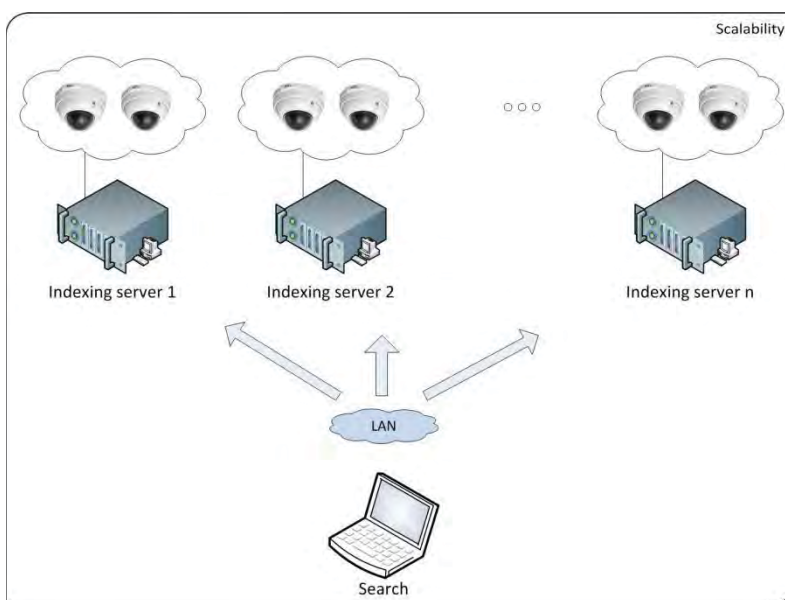 Scalability
Indexing server 1
Indexing server 2
Indexing server n
LAN
Search